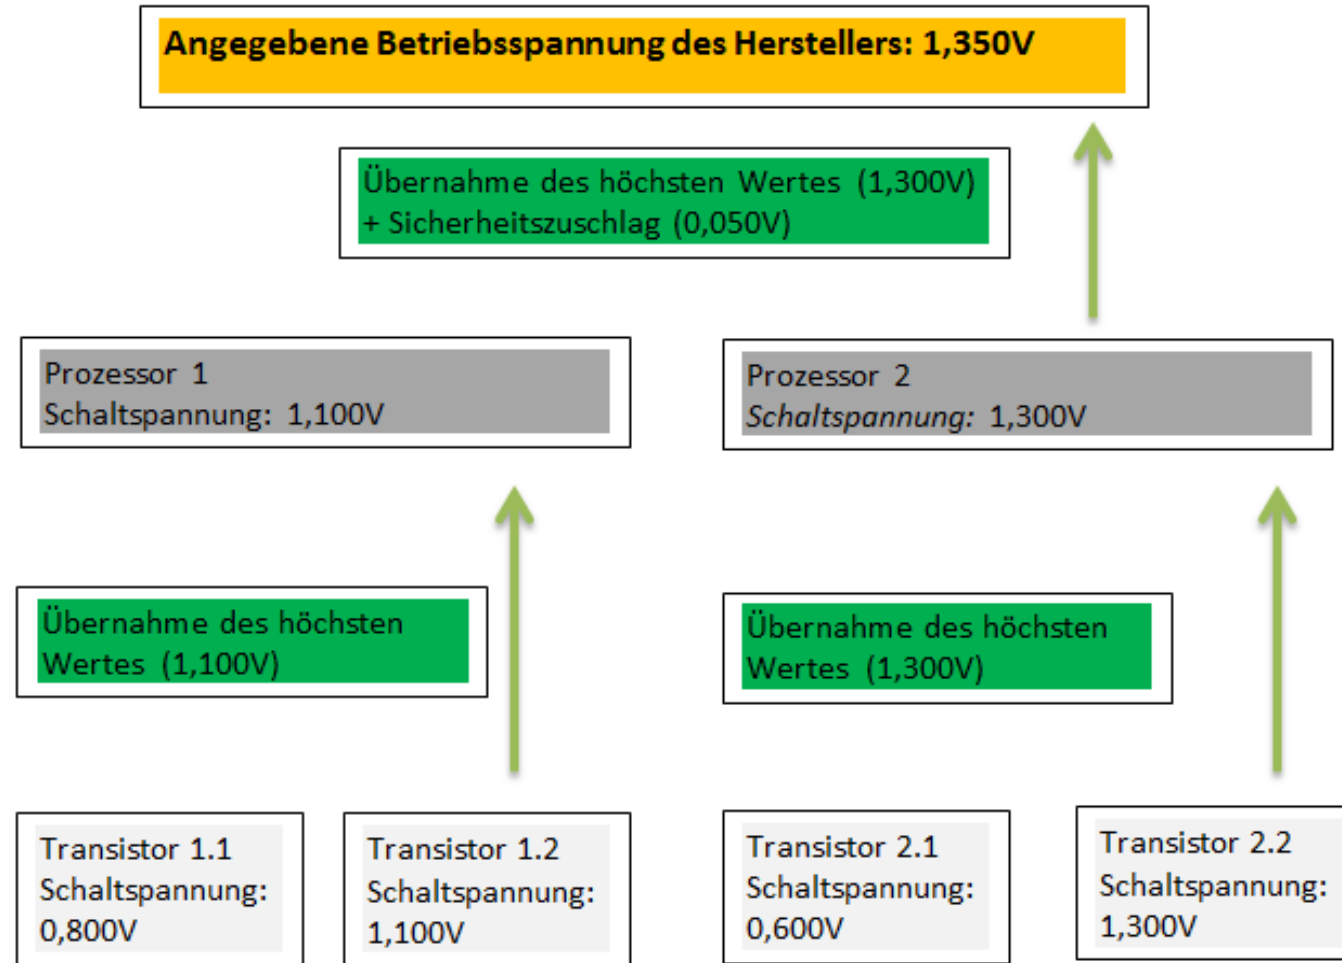 Angegebene Betriebsspannung des Herstellers: 1,350V
Übernahme des höchsten Wertes (1,300V)
+ Sicherheitszuschlag (0,050V)
Prozessor 1
Schaltspannung: 1,100V
Prozessor 2
Schaltspannung: 1,300V
Übernahme des höchsten
Wertes (1,100V)
Übernahme des höchsten
Wertes (1,300V)
Transistor 1.1
Schaltspannung:
0,800V
Transistor 1.2
Schaltspannung:
1,100V
Transistor 2.1
Schaltspannung:
0,600V
Transistor 2.2
Schaltspannung:
1,300V